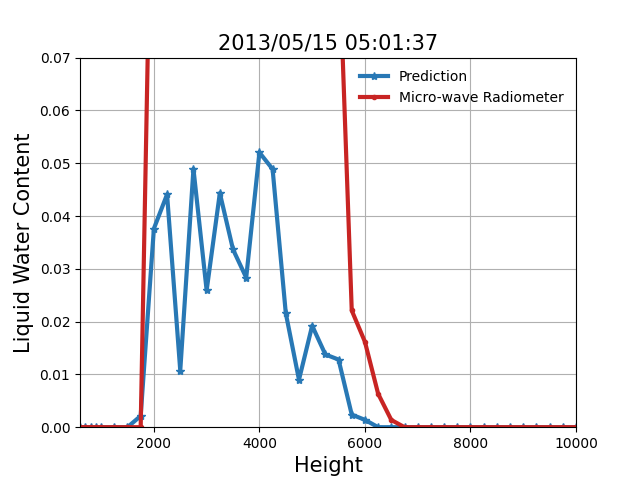 2013/05/15 05:01:37
Liquid Water Content
0.07
0.06
0.05
0.04
0.03
0.02
0.01
0.00
Prediction
Micro-wave Radiometer
2000 4000 6000 8000 10000
Height